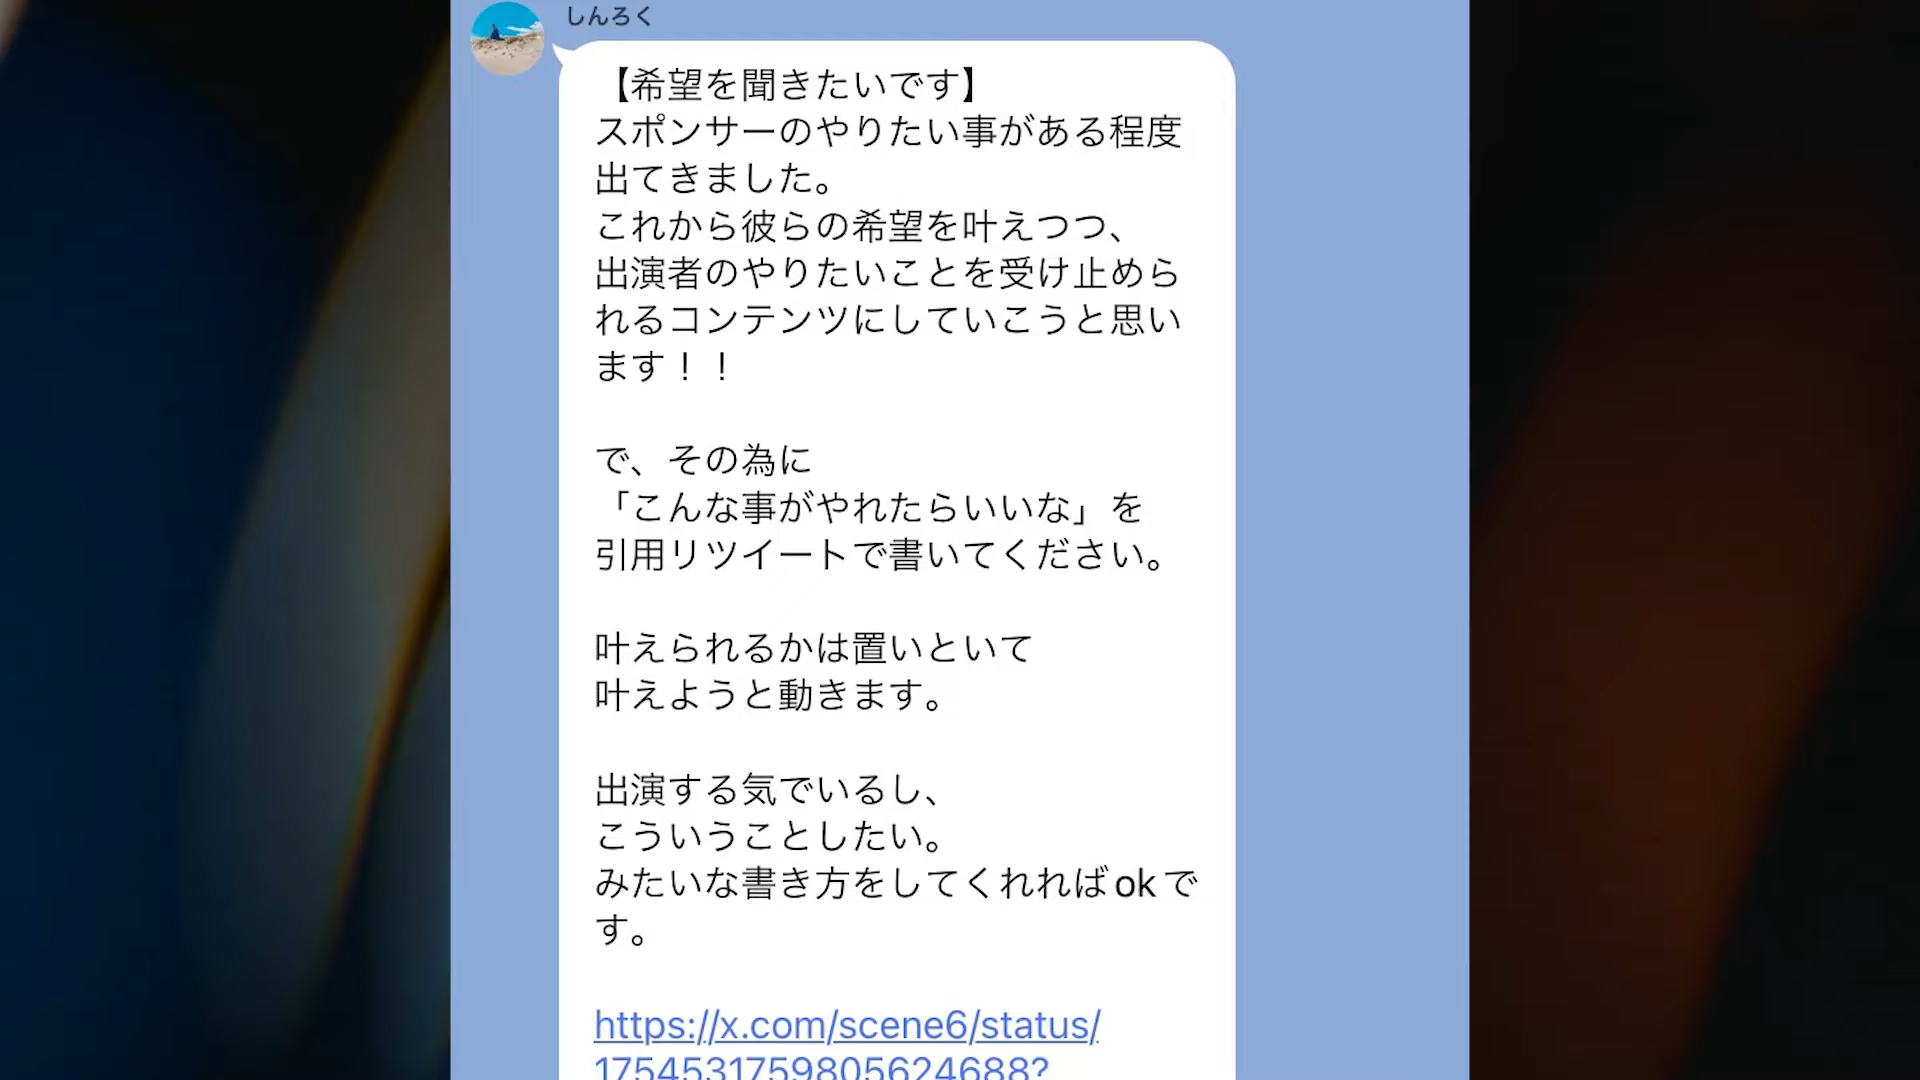 しんろく
【希望を聞きたいです】
スポンサーのやりたい事がある程度
出てきました。
これから彼らの希望を叶えつつ、
出演者のやりたいことを受け止めら
れるコンテンツにしていこうと思い
ます！！
で、その為に
「こんな事がやれたらいいな」を
引用リツイートで書いてください。
叶えられるかは置いといて
叶えようと動きます。
出演する気でいるし、
こういうことしたい。
みたいな書き方をしてくれればokで
す。
https://x.com/scene6/status/
1754531759805624688?